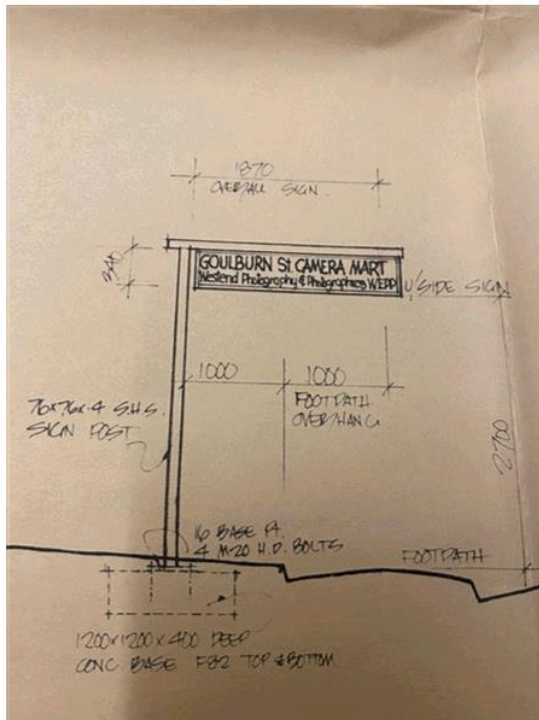 1870
OVERALL SIGN.
340
GOULBURN St. CAMERA MART
Westend Photography & Photographics WEPP
U/SIDE SIGN
1000
1000
FOOTPATH
OVERHANG
76x76x4 S.H.S.
SIGN POST
2700
16 BASE PL.
4 M-20 H.D. BOLTS
FOOTPATH
1200x1200x400 DEEP
CONC. BASE F82 TOP & BOTTOM